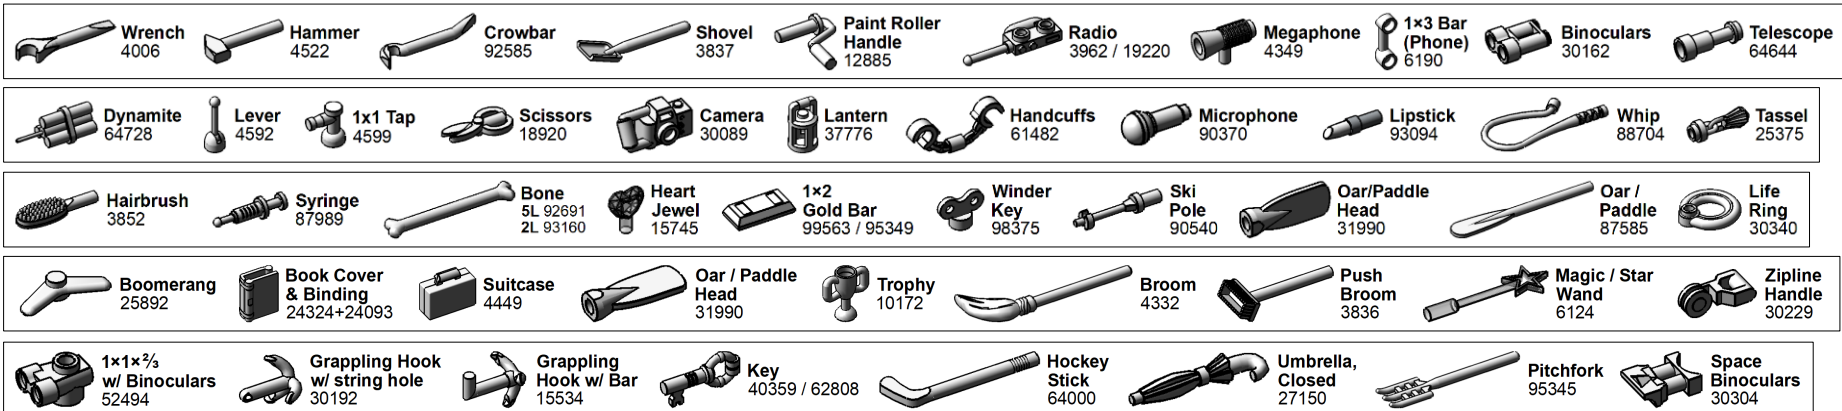 Wrench
4006
Hammer
4522
Crowbar
92585
Shovel
3837
Paint Roller
Handle
12885
Radio
3962 / 19220
Megaphone
4349
1×3 Bar
(Phone)
6190
Binoculars
30162
Telescope
64644
Dynamite
64728
Lever
4592
1x1 Tap
4599
Scissors
18920
Camera
30089
Lantern
37776
Handcuffs
61482
Microphone
90370
Lipstick
93094
Whip
88704
Tassel
25375
Hairbrush
3852
Syringe
87989
Bone
5L 92691
2L 93160
Heart
Jewel
15745
1×2
Gold Bar
99563 / 95349
Winder
Key
98375
Ski
Pole
90540
Oar/Paddle
Head
31990
Oar /
Paddle
87585
Life
Ring
30340
Boomerang
25892
Book Cover
& Binding
24324+24093
Suitcase
4449
Oar / Paddle
Head
31990
Trophy
10172
Broom
4332
Push
Broom
3836
Magic / Star
Wand
6124
Zipline
Handle
30229
1×1×⅔
w/ Binoculars
52494
Grappling Hook
w/ string hole
30192
Grappling
Hook w/ Bar
15534
Key
40359 / 62808
Hockey
Stick
64000
Umbrella,
Closed
27150
Pitchfork
95345
Space
Binoculars
30304